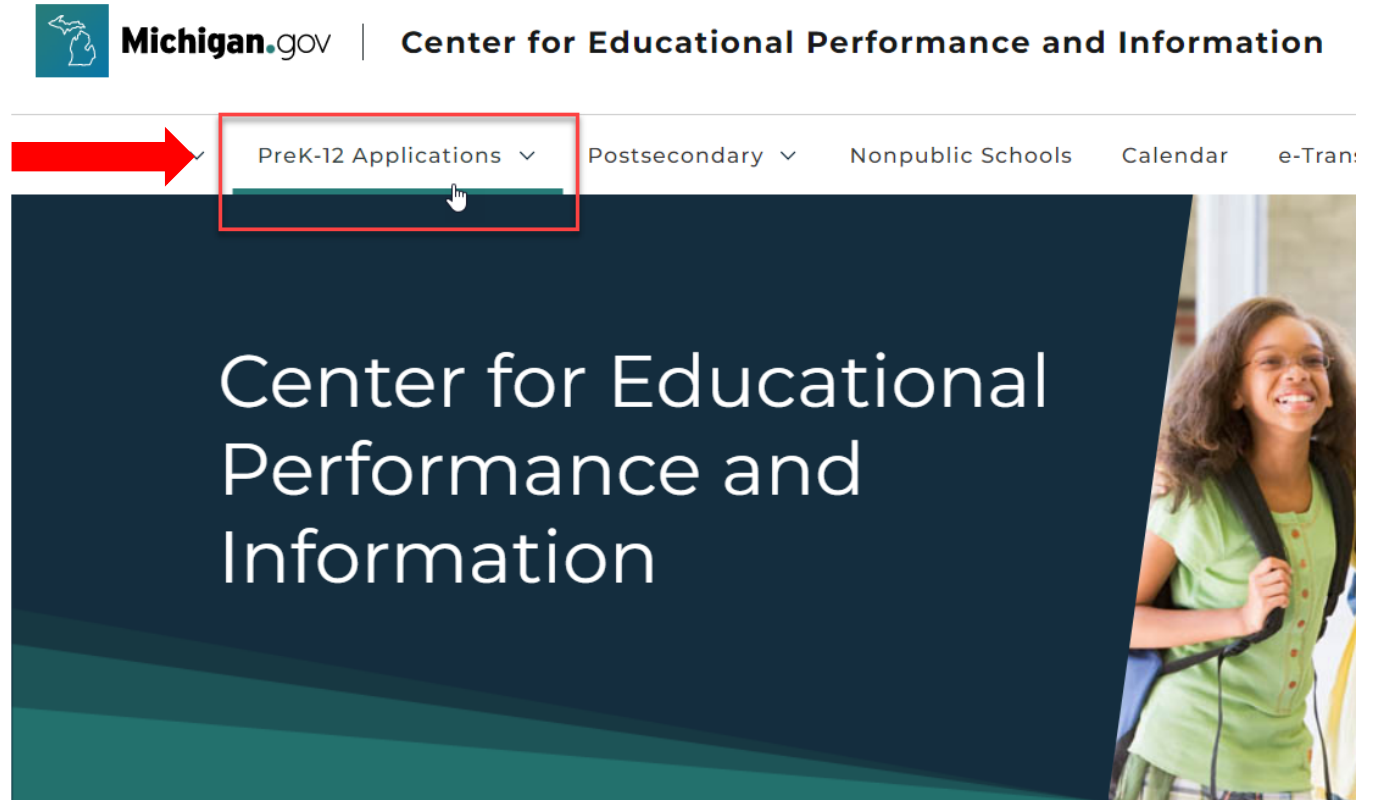 Michigan.gov | Center for Educational Performance and Information
PreK-12 Applications Postsecondary Nonpublic Schools Calendar e-Trans
Center for Educational
Performance and
Information